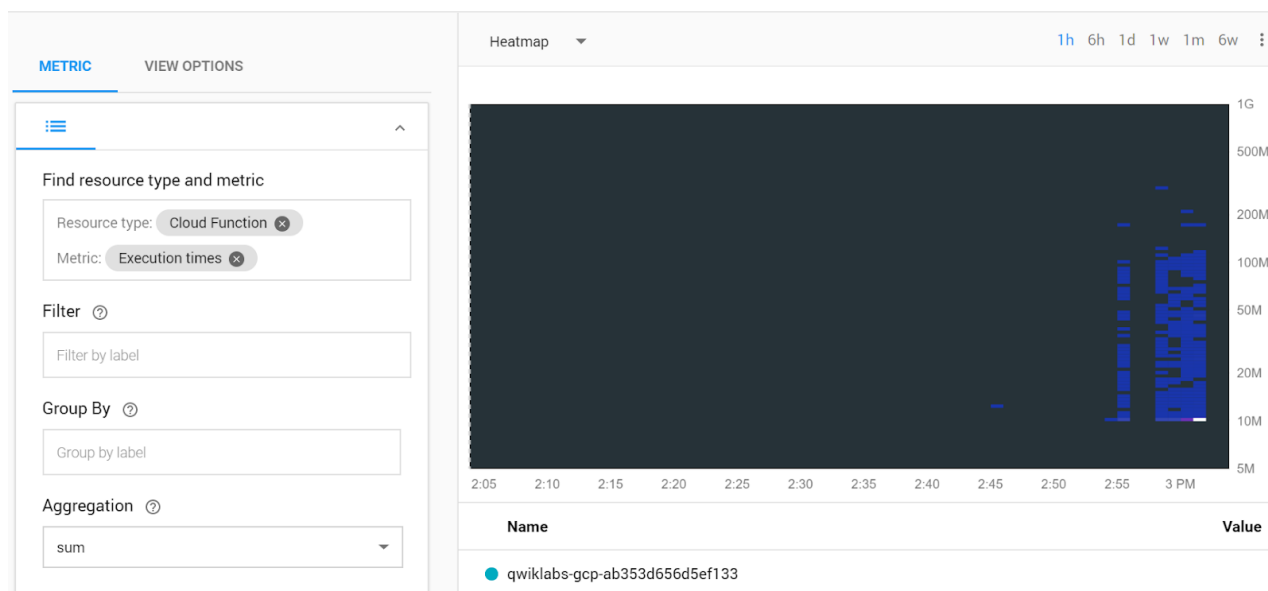 METRIC
VIEW OPTIONS
Find resource type and metric
Resource type: Cloud Function
Metric: Execution times
Filter
Filter by label
Group By
Group by label
Aggregation
sum
Heatmap
1h 6h 1d 1w 1m 6w
1G
500M
200M
100M
50M
20M
10M
5M
2:05 2:10 2:15 2:20 2:25 2:30 2:35 2:40 2:45 2:50 2:55 3 PM
Name Value
qwiklabs-gcp-ab353d656d5ef133